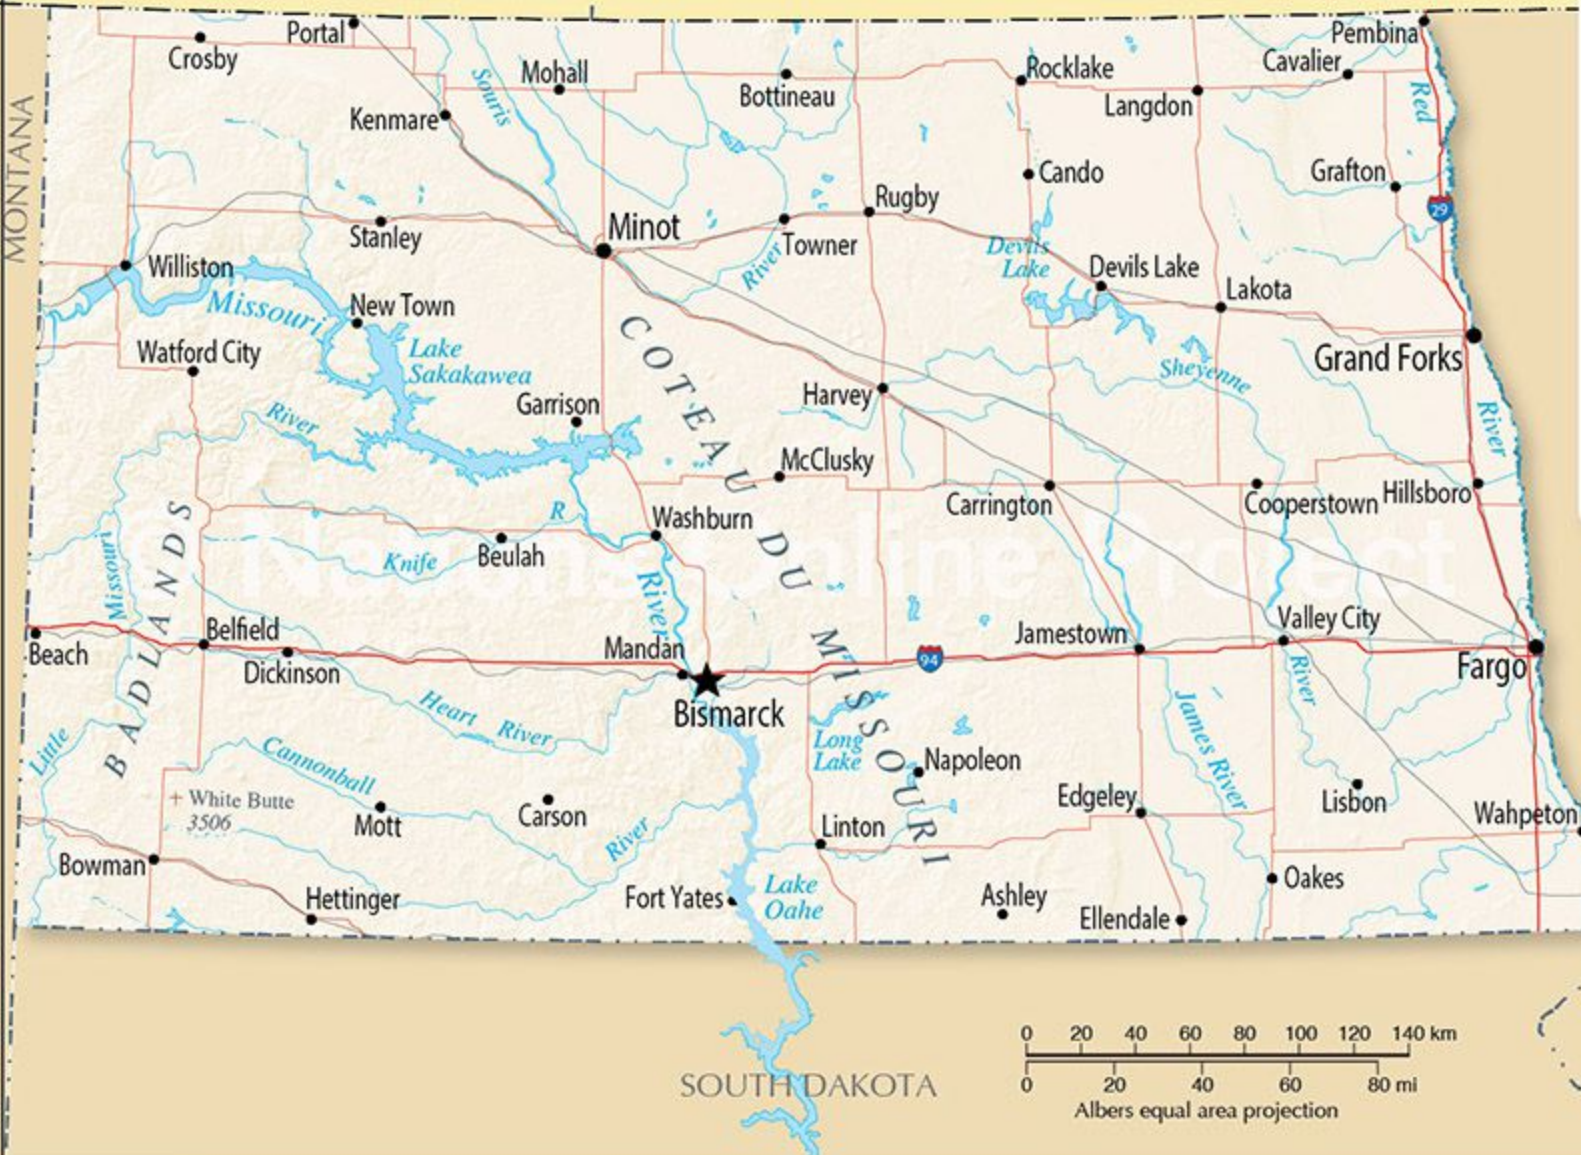 Portal
Crosby
Mohall
Souris
Bottineau
Rocklake
Cavalier
Pembina
Langdon
Red
Kenmare
MONTANA
Cando
Grafton
Rugby
29
Minot
Stanley
Towner
River
Devils
Lake
Devils Lake
Williston
Lakota
Missouri
New Town
Watford City
Lake
Sakakawea
Grand Forks
Sheyenne
Garrison
Harvey
River
River
COTEAU DU MISSOURI
McClusky
Carrington
Cooperstown
Hillsboro
R
Washburn
Beulah
Knife
Nations Online Project
Missouri
BADLANDS
River
Belfield
Beach
Dickinson
Mandan
94
Jamestown
Valley City
Fargo
Bismarck
Heart River
River
James River
Little
Cannonball
Long
Lake
Napoleon
White Butte
3506
Mott
Carson
River
Linton
Edgeley
Lisbon
Wahpeton
Bowman
Hettinger
Fort Yates
Lake
Oahe
Ashley
Ellendale
Oakes
0 20 40 60 80 100 120 140 km
0 20 40 60 80 mi
Albers equal area projection
SOUTH DAKOTA